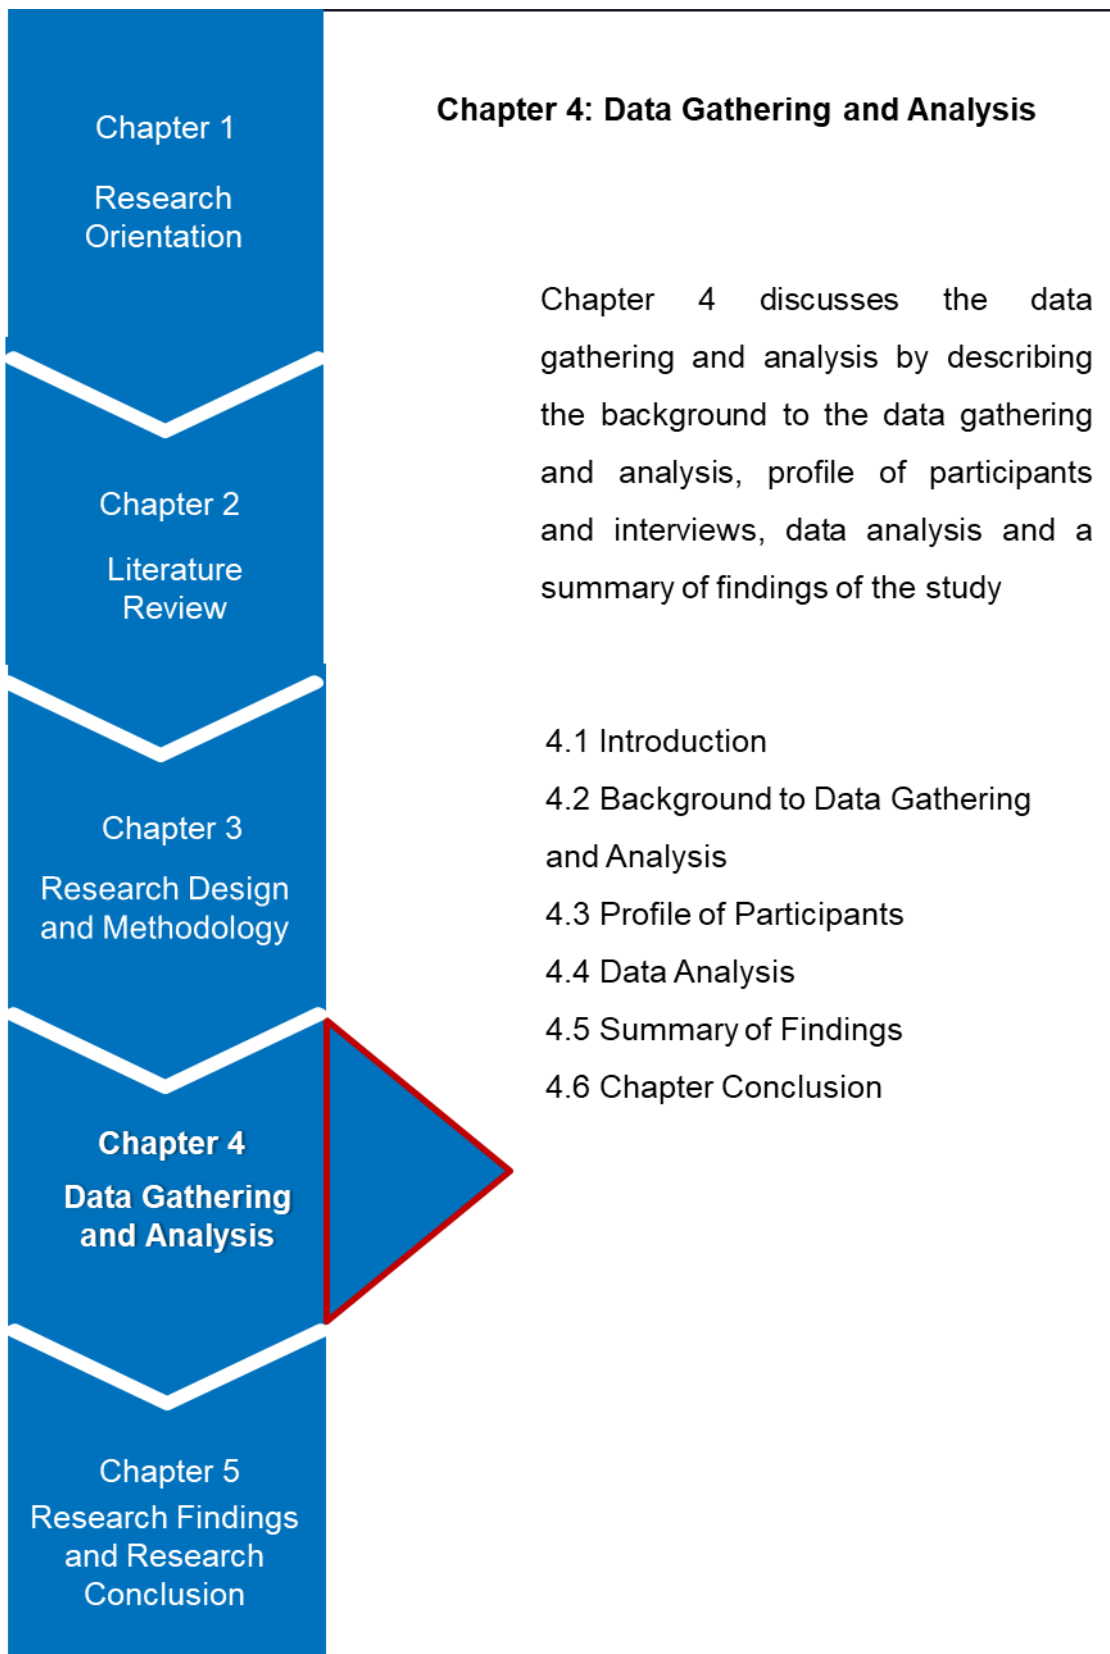 Chapter 1
Research
Orientation
Chapter 2
Literature
Review
Chapter 3
Research Design
and Methodology
Chapter 4
Data Gathering
and Analysis
Chapter 5
Research Findings
and Research
Conclusion
Chapter 4: Data Gathering and Analysis
Chapter 4 discusses the data
gathering and analysis by describing
the background to the data gathering
and analysis, profile of participants
and interviews, data analysis and a
summary of findings of the study
4.1 Introduction
4.2 Background to Data Gathering
and Analysis
4.3 Profile of Participants
4.4 Data Analysis
4.5 Summary of Findings
4.6 Chapter Conclusion